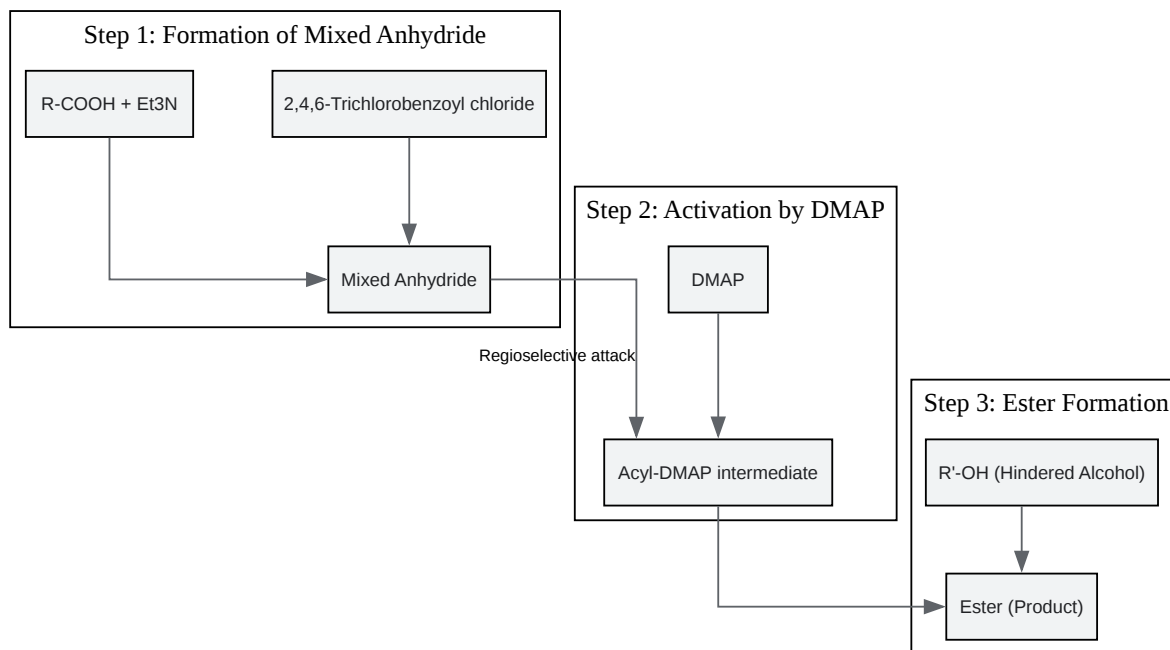 Step 1: Formation of Mixed Anhydride
R-COOH + Et3N
2,4,6-Trichlorobenzoyl chloride
Mixed Anhydride
Step 2: Activation by DMAP
DMAP
Regioselective attack
Acyl-DMAP intermediate
Step 3: Ester Formation
R'-OH (Hindered Alcohol)
Ester (Product)